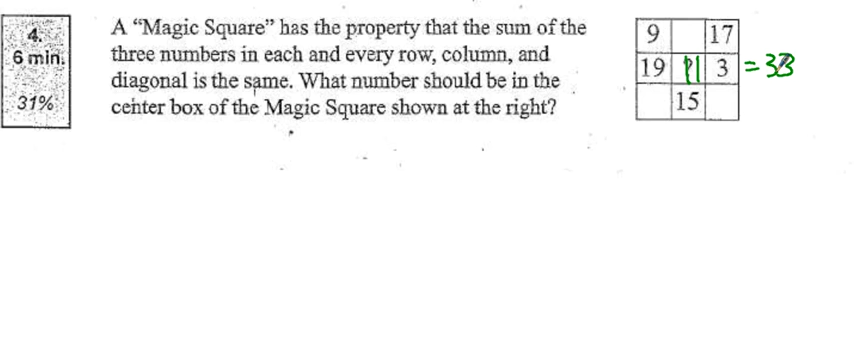 4.
6 min.
31%
A “Magic Square” has the property that the sum of the
three numbers in each and every row, column, and
diagonal is the same. What number should be in the
center box of the Magic Square shown at the right?
9 17
19 11 3 = 33
15